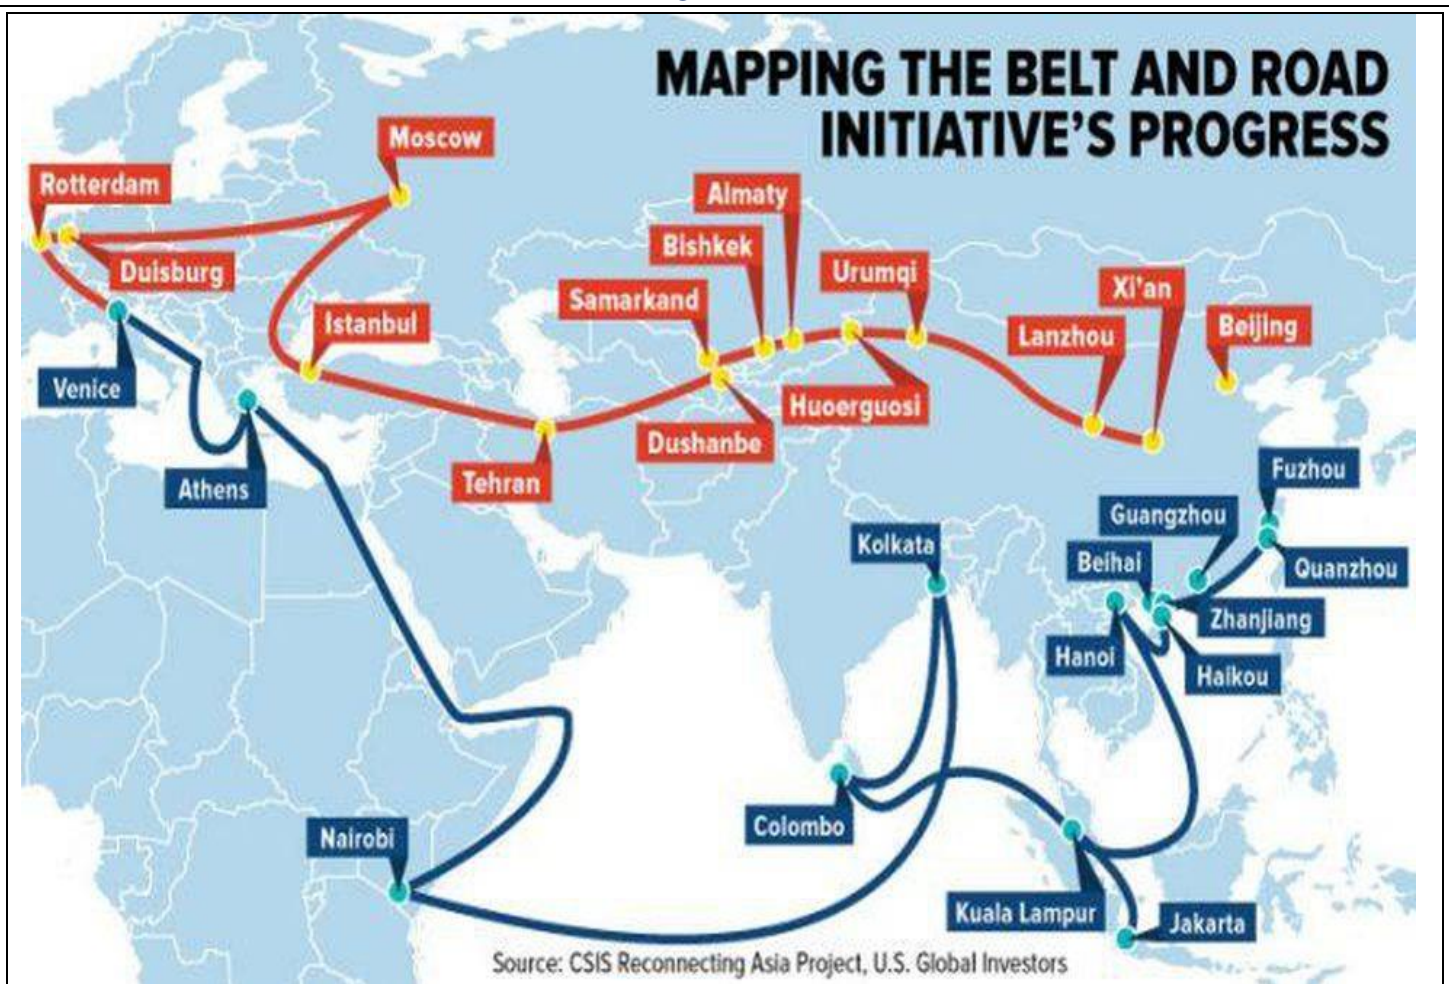 MAPPING THE BELT AND ROAD
INITIATIVE'S PROGRESS
Moscow
Rotterdam
Almaty
Bishkek
Duisburg
Urumqi
Xi'an
Samarkand
Istanbul
Lanzhou
Beijing
Venice
Huoerguosi
Dushanbe
Tehran
Athens
Fuzhou
Guangzhou
Kolkata
Beihai
Quanzhou
Zhanjiang
Hanoi
Haikou
Colombo
Nairobi
Kuala Lampur
Jakarta
Source: CSIS Reconnecting Asia Project, U.S. Global Investors